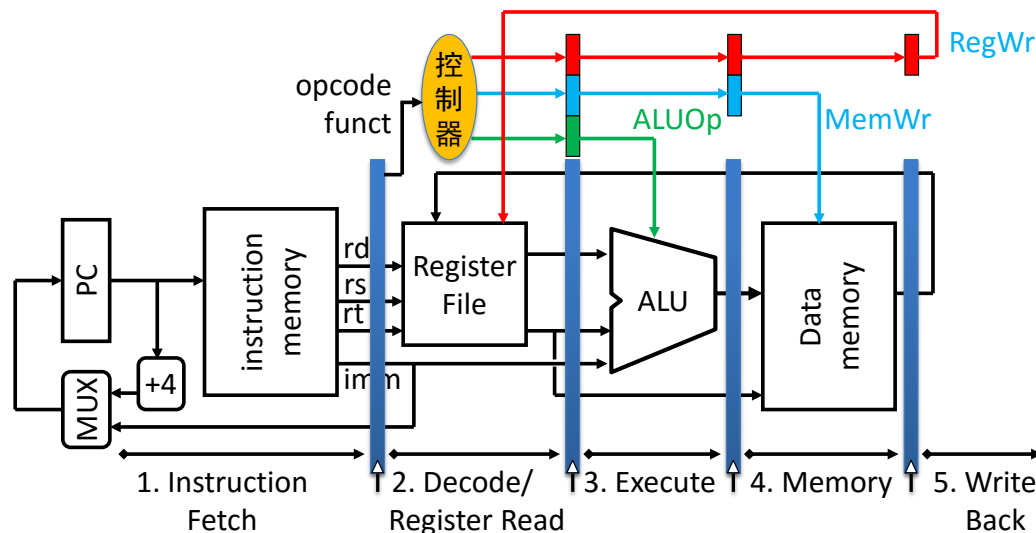 RegWr
控
制
器
opcode
funct
ALUOp
MemWr
PC
instruction
memory
rd
rs
rt
imm
Register
File
ALU
Data
memory
+4
MUX
1. Instruction
Fetch
2. Decode/
Register Read
3. Execute
4. Memory
5. Write
Back